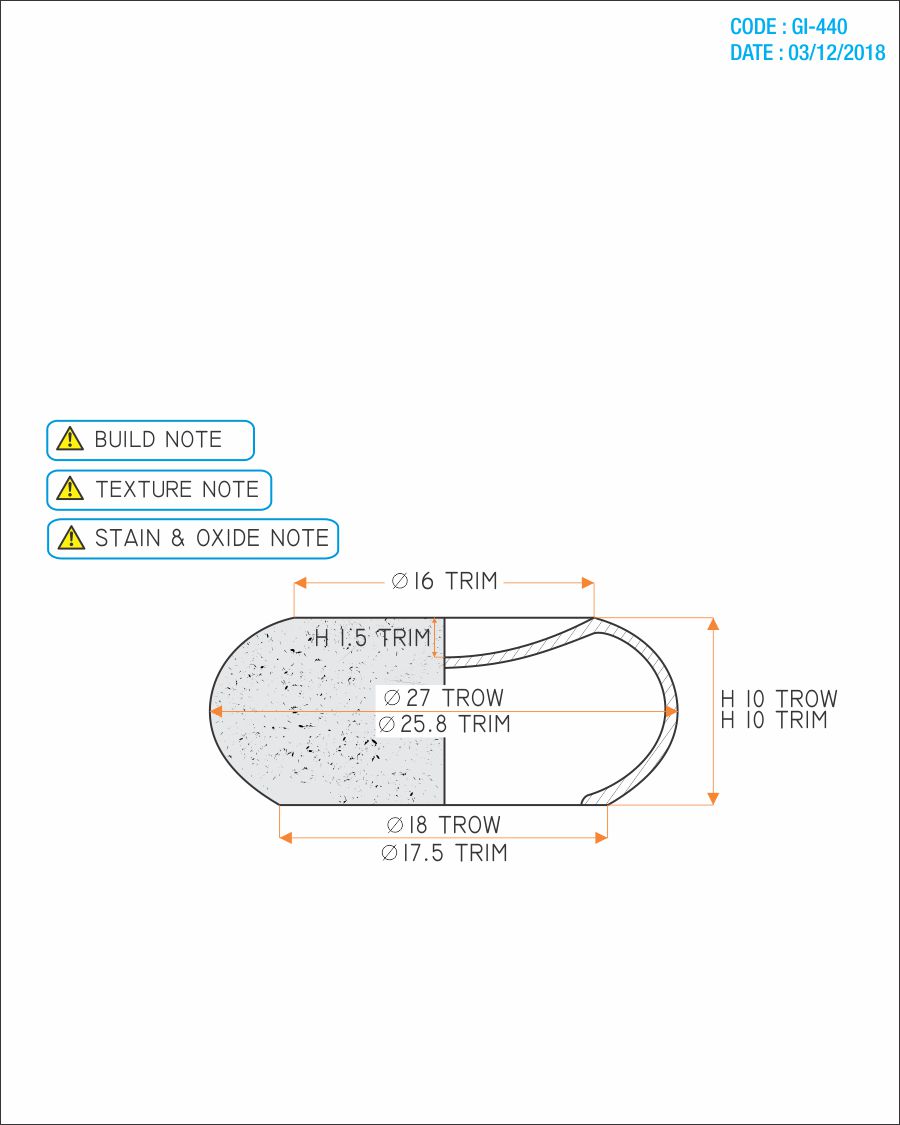 CODE : GI-440
DATE : 03/12/2018
BUILD NOTE
TEXTURE NOTE
STAIN & OXIDE NOTE
∅16 TRIM
H 1.5 TRIM
∅27 TROW
∅25.8 TRIM
H 10 TROW
H 10 TRIM
∅18 TROW
∅17.5 TRIM